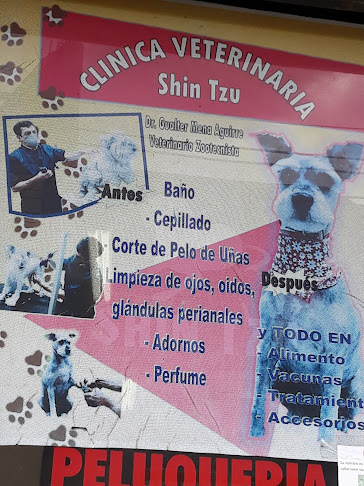 CLINICA VETERINARIA
Shin Tzu
Dr. Gualter Mena Aguirre
Veterinario Zootecnista
Antes
- Baño
- Cepillado
- Corte de Pelo de Uñas
Limpieza de ojos, oidos,
glándulas perianales
- Adornos
- Perfume
Después
y TODO EN
- Alimento
- Vacunas
- Tratamient
- Accesorios
PELUQUERIA